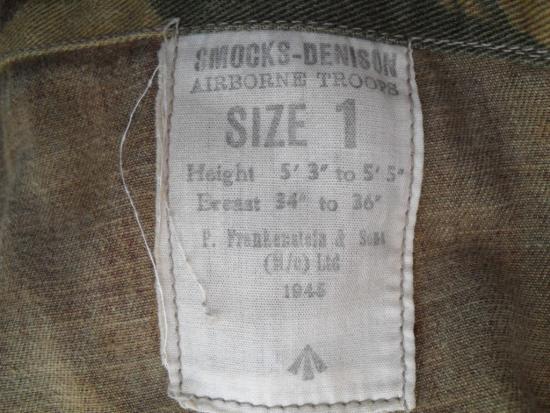 SMOCKS-DENISON
AIRBORNE TROOPS
SIZE 1
Height 5' 3" to 5' 5"
Breast 34" to 36"
P. Frankenstein & Sons
(M/c) Ltd
1945